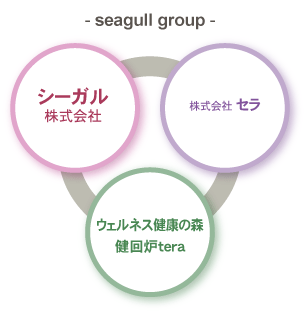 - seagull group -
シーガル
株式会社
株式会社 セラ
ウェルネス健康の森
健回炉tera